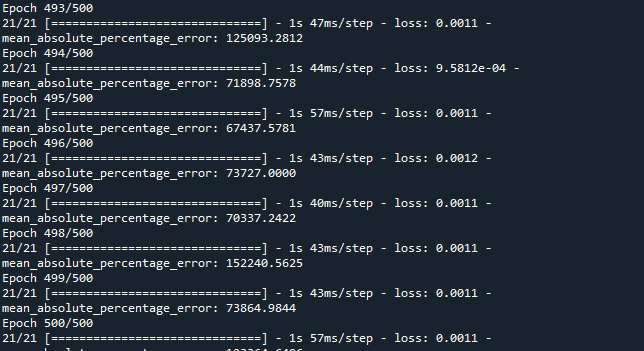 Epoch 493/500
21/21 [==============================] - 1s 47ms/step - loss: 0.0011 -
mean_absolute_percentage_error: 125093.2812
Epoch 494/500
21/21 [==============================] - 1s 44ms/step - loss: 9.5812e-04 -
mean_absolute_percentage_error: 71898.7578
Epoch 495/500
21/21 [==============================] - 1s 57ms/step - loss: 0.0011 -
mean_absolute_percentage_error: 67437.5781
Epoch 496/500
21/21 [==============================] - 1s 43ms/step - loss: 0.0012 -
mean_absolute_percentage_error: 73727.0000
Epoch 497/500
21/21 [==============================] - 1s 40ms/step - loss: 0.0011 -
mean_absolute_percentage_error: 70337.2422
Epoch 498/500
21/21 [==============================] - 1s 43ms/step - loss: 0.0011 -
mean_absolute_percentage_error: 152240.5625
Epoch 499/500
21/21 [==============================] - 1s 43ms/step - loss: 0.0011 -
mean_absolute_percentage_error: 73864.9844
Epoch 500/500
21/21 [==============================] - 1s 57ms/step - loss: 0.0011 -